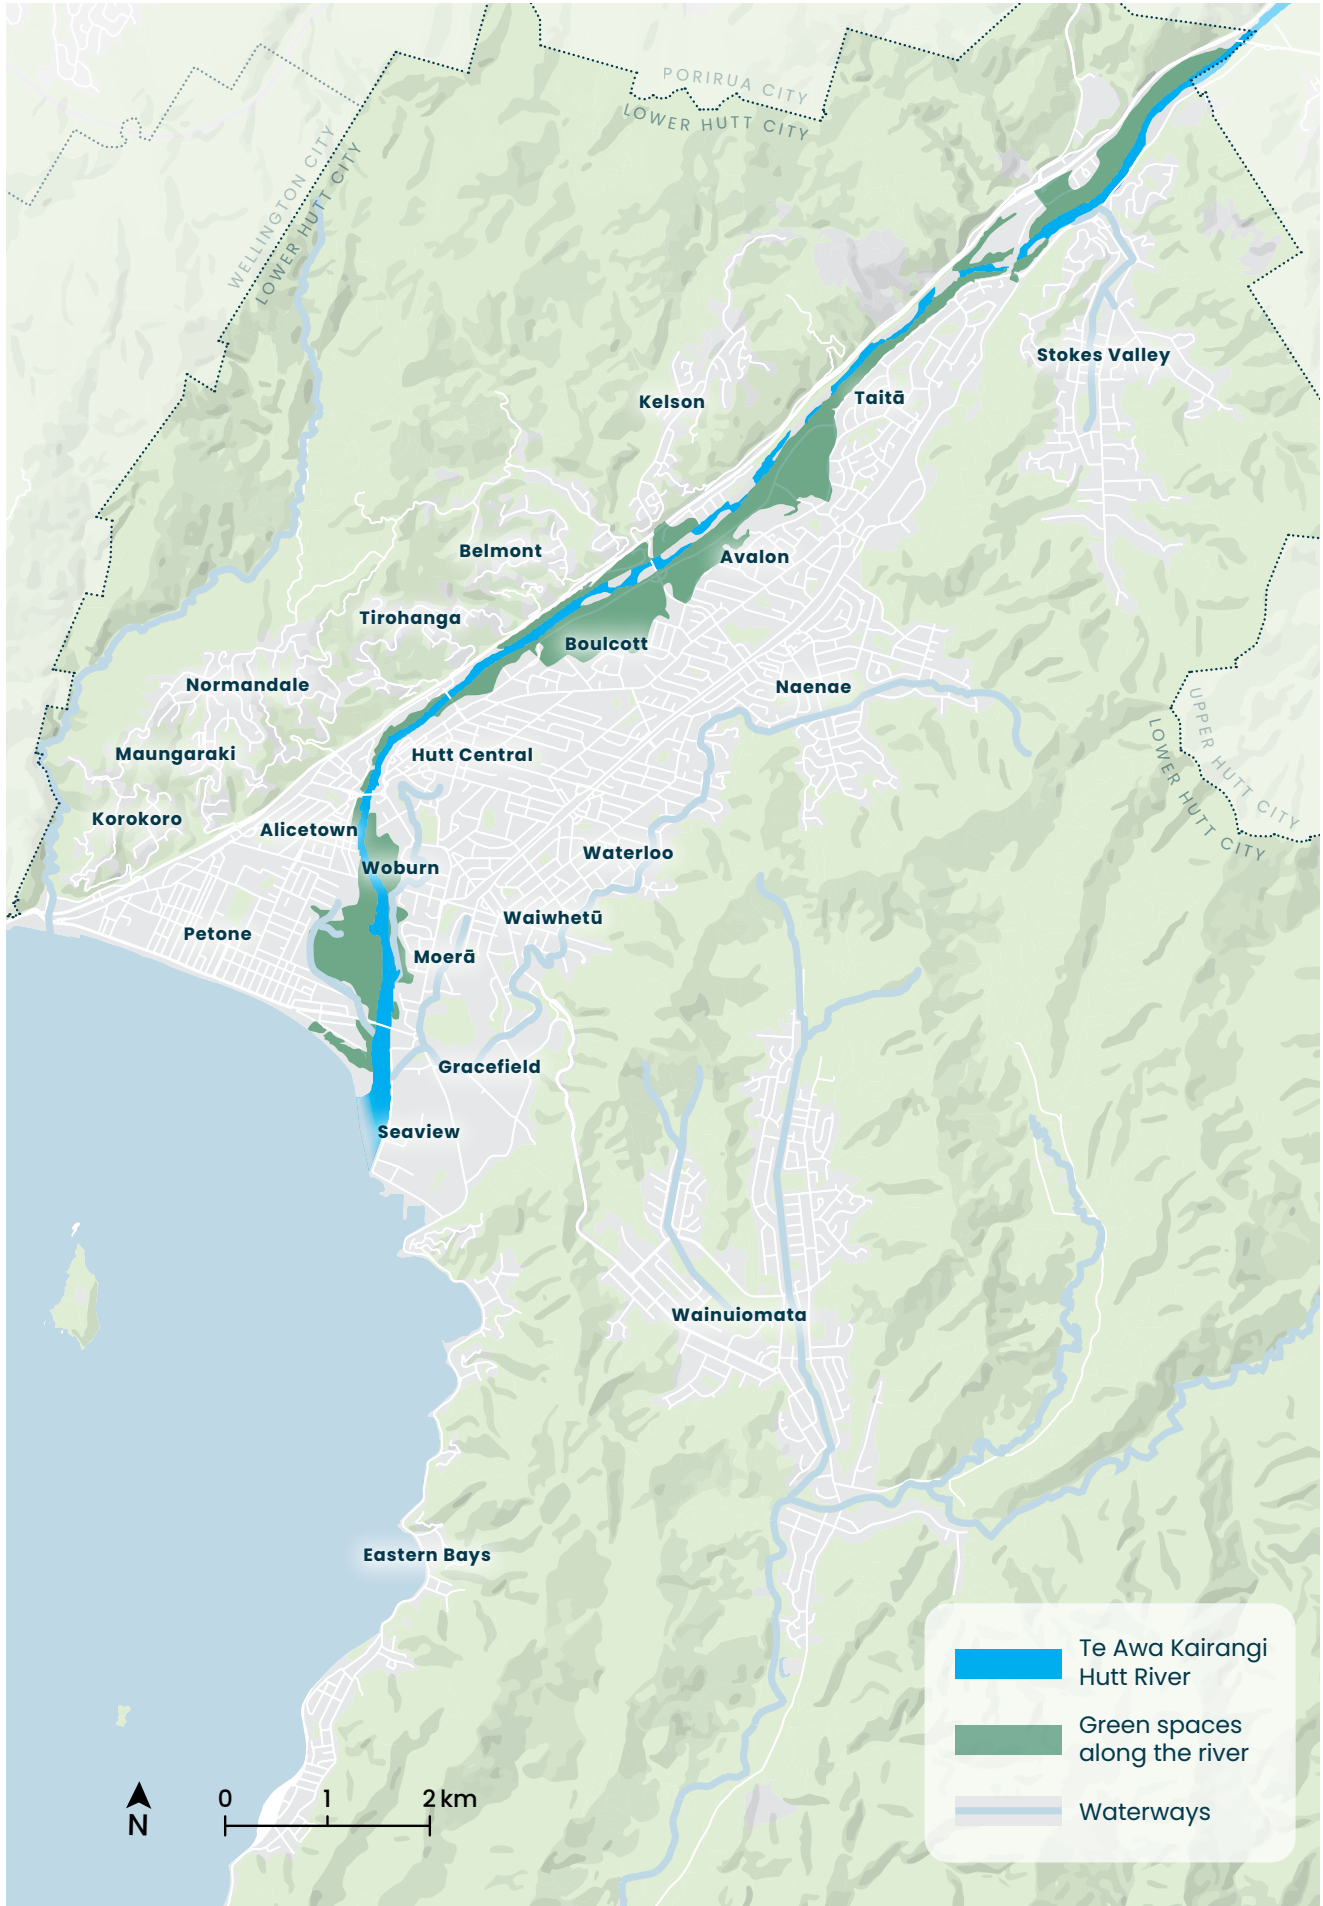 PORIRUA CITY
LOWER HUTT CITY
WELLINGTON CITY
LOWER HUTT CITY
Stokes Valley
Taitā
Kelson
Belmont
Avalon
Tirohanga
Boulcott
Normandale
Naenae
UPPER HUTT CITY
LOWER HUTT CITY
Maungaraki
Hutt Central
Korokoro
Alicetown
Waterloo
Woburn
Waiwhetū
Petone
Moerā
Gracefield
Seaview
Wainuiomata
Eastern Bays
Te Awa Kairangi
Hutt River
Green spaces
along the river
Waterways
0 1 2 km
N